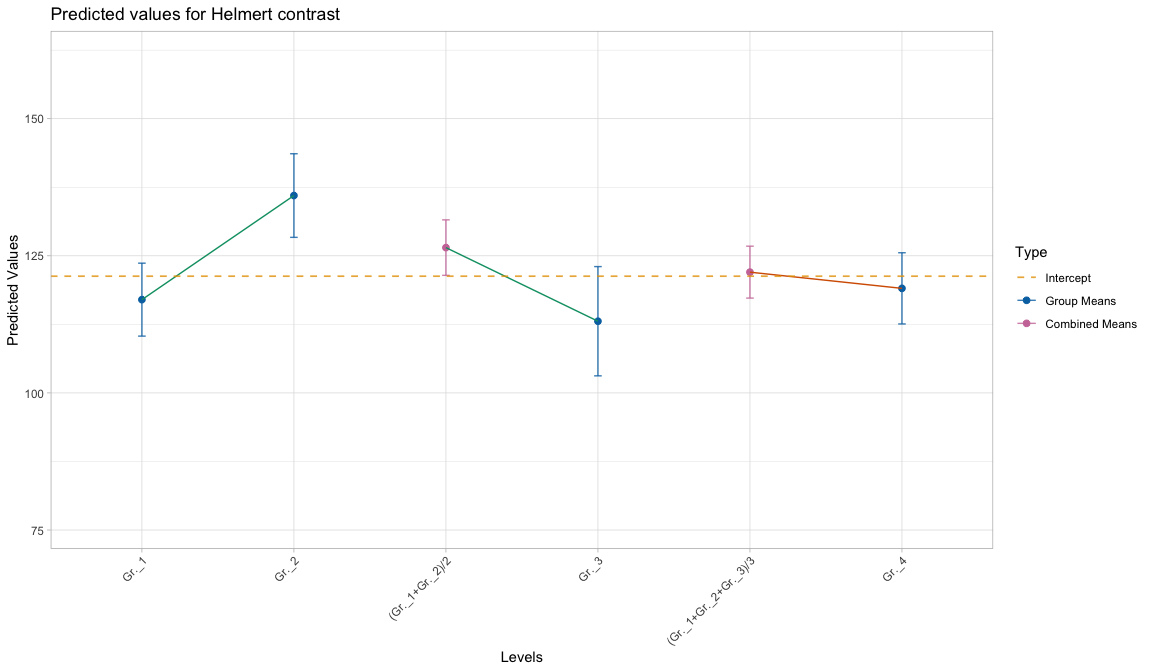 Predicted values for Helmert contrast
Predicted Values
150
125
100
75
Gr._1
Gr._2
(Gr._1+Gr._2)/2
Gr._3
(Gr._1+Gr._2+Gr._3)/3
Gr._4
Levels
Type
Intercept
Group Means
Combined Means